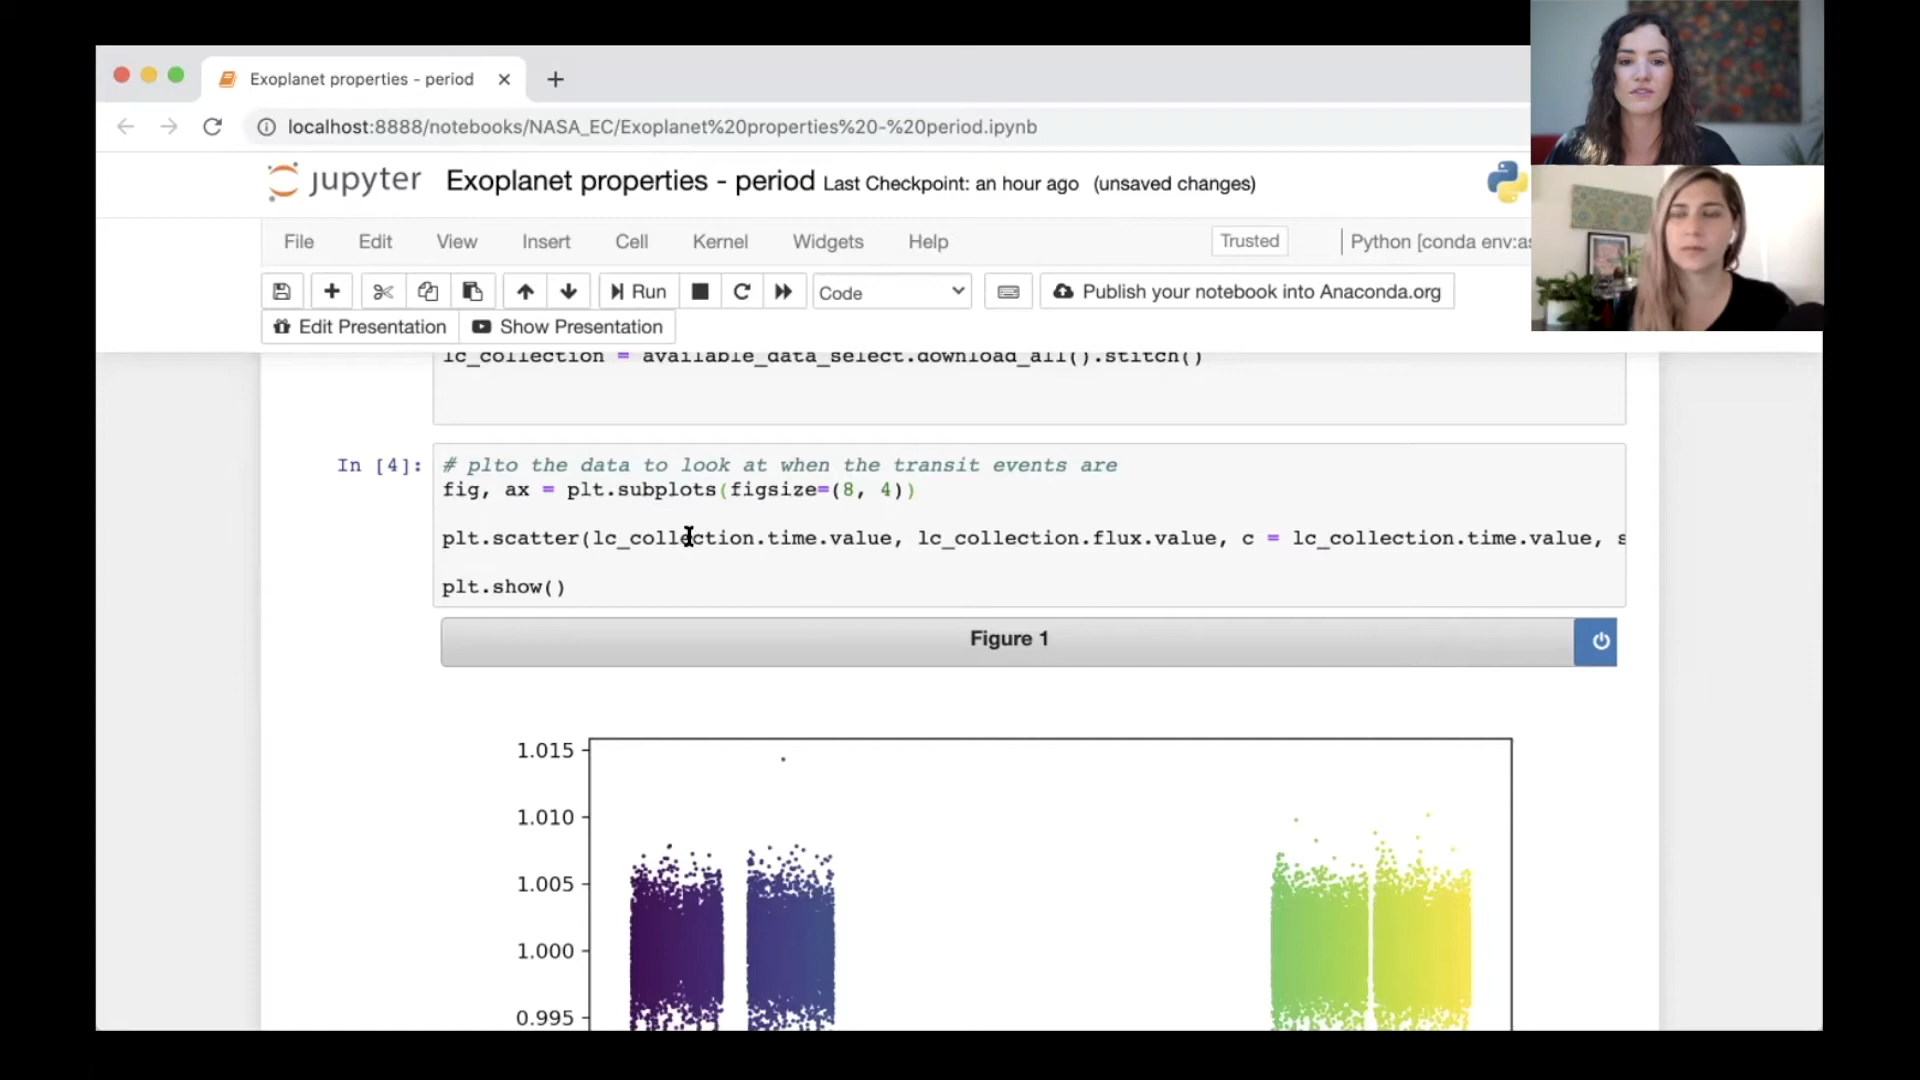 Exoplanet properties - period
localhost:8888/notebooks/NASA_EC/Exoplanet%20properties%20-%20period.ipynb
jupyter Exoplanet properties - period Last Checkpoint: an hour ago (unsaved changes)
File Edit View Insert Cell Kernel Widgets Help Trusted Python [conda env:as
Run Code Publish your notebook into Anaconda.org
Edit Presentation Show Presentation
lc_collection = available_data_select.download_all().stitch()
In [4]: # plto the data to look at when the transit events are
fig, ax = plt.subplots(figsize=(8, 4))
plt.scatter(lc_collection.time.value, lc_collection.flux.value, c = lc_collection.time.value, s
plt.show()
Figure 1
1.015
1.010
1.005
1.000
0.995